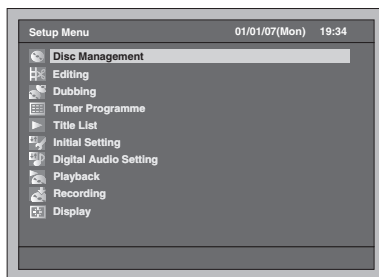 Setup Menu 01/01/07(Mon) 19:34
Disc Management
Editing
Dubbing
Timer Programme
Title List
Initial Setting
Digital Audio Setting
Playback
Recording
Display